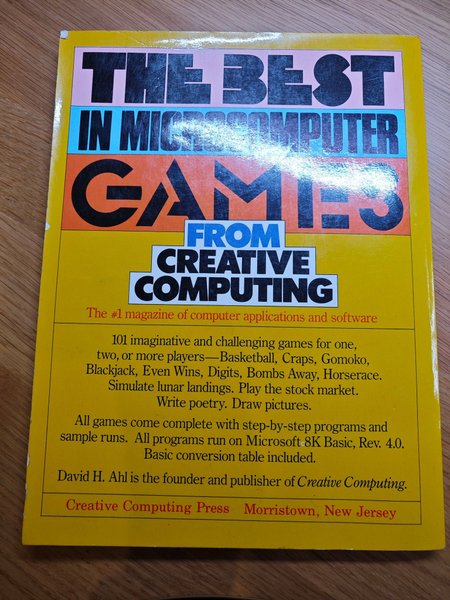 THE BEST
IN MICROCOMPUTER
GAMES
FROM
CREATIVE
COMPUTING
The #1 magazine of computer applications and software
101 imaginative and challenging games for one,
two, or more players—Basketball, Craps, Gomoko,
Blackjack, Even Wins, Digits, Bombs Away, Horserace.
Simulate lunar landings. Play the stock market.
Write poetry. Draw pictures.
All games come complete with step-by-step programs and
sample runs. All programs run on Microsoft 8K Basic, Rev. 4.0.
Basic conversion table included.
David H. Ahl is the founder and publisher of Creative Computing.
Creative Computing Press Morristown, New Jersey